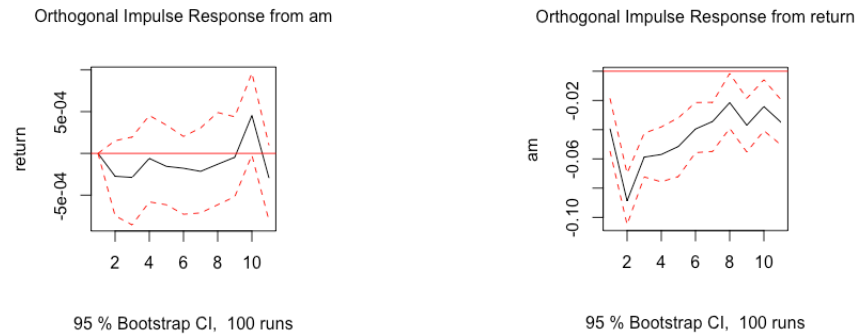 Orthogonal Impulse Response from am
return
5e-04
-5e-04
2 4 6 8 10
95 % Bootstrap CI, 100 runs
Orthogonal Impulse Response from return
am
-0.02
-0.06
-0.10
2 4 6 8 10
95 % Bootstrap CI, 100 runs